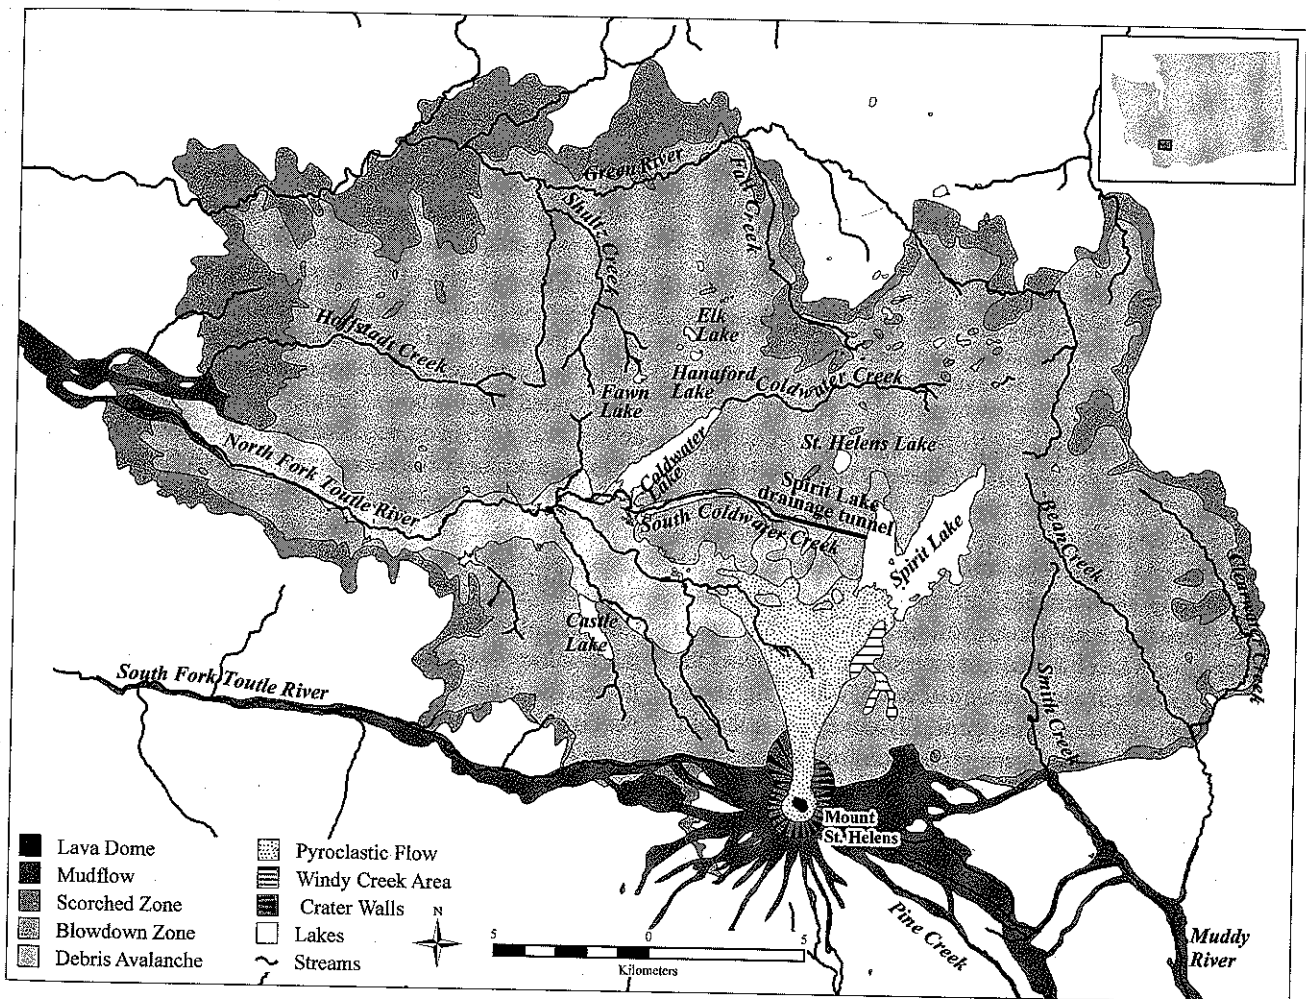 Green River
Fall Creek
Shultz Creek
Elk
Lake
Hoffstadt Creek
Hanaford
Lake
Coldwater Creek
Fawn
Lake
St. Helens Lake
North Fork Toutle River
Coldwater
Lake
Spirit Lake
drainage tunnel
South Coldwater Creek
Spirit Lake
Bean Creek
Clearwater Creek
Castle
Lake
South Fork Toutle River
Smith Creek
Mount
St. Helens
Pine Creek
Muddy
River
Lava Dome
Mudflow
Scorched Zone
Blowdown Zone
Debris Avalanche
Pyroclastic Flow
Windy Creek Area
Crater Walls
Lakes
Streams
N
5 0 5
Kilometers